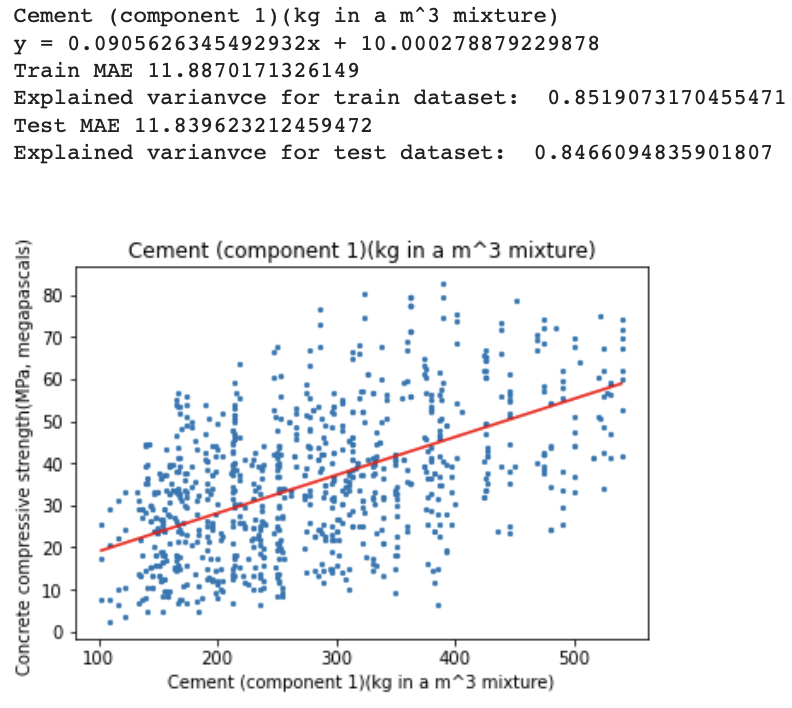 Cement (component 1)(kg in a m^3 mixture)
y = 0.0905626345492932x + 10.000278879229878
Train MAE 11.8870171326149
Explained varianvce for train dataset:  0.8519073170455471
Test MAE 11.839623212459472
Explained varianvce for test dataset:  0.8466094835901807
Cement (component 1)(kg in a m^3 mixture)
Concrete compressive strength(MPa, megapascals)
80
70
60
50
40
30
20
10
0
100 200 300 400 500
Cement (component 1)(kg in a m^3 mixture)